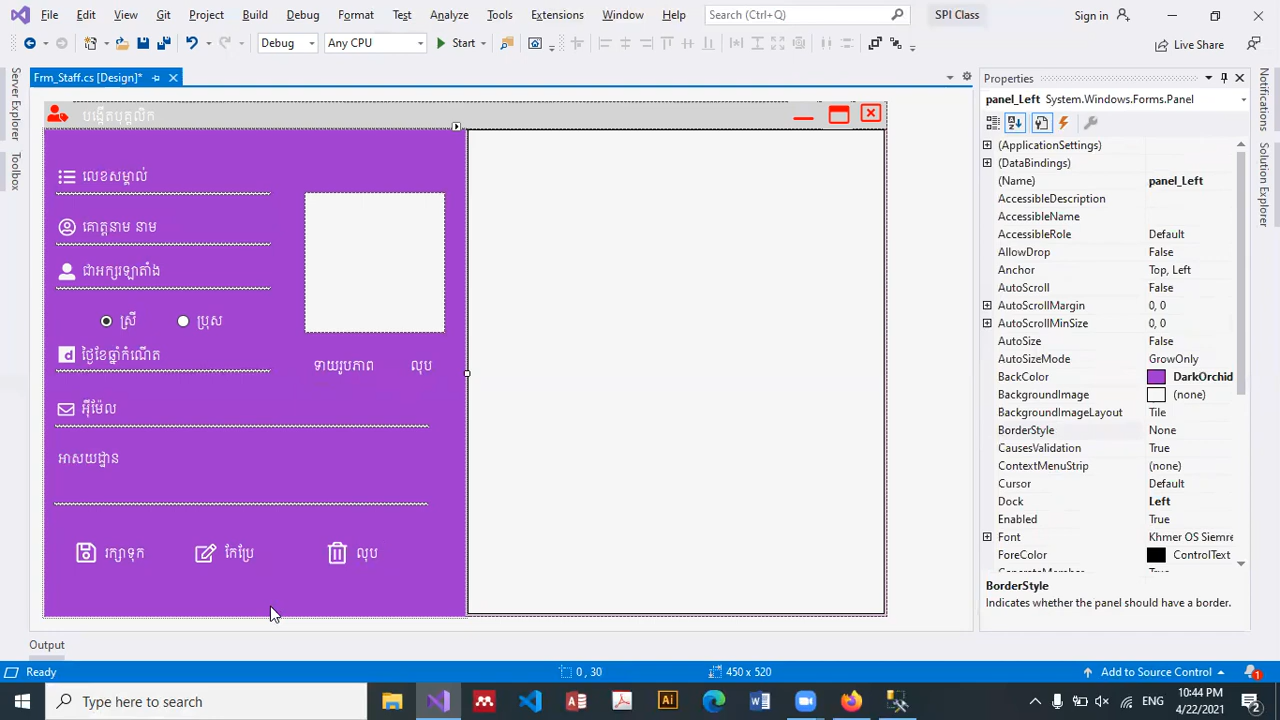 File Edit View Git Project Build Debug Format Test Analyze Tools Extensions Window Help Search (Ctrl+Q) SPI Class Sign in
Debug Any CPU Start Live Share
Frm_Staff.cs [Design]*
Server Explorer
Toolbox
បង្កើតបុគ្គលិក
លេខសម្គាល់
គោត្តនាម នាម
ជាអក្សរឡាតាំង
ស្រី ប្រុស
ថ្ងៃខែឆ្នាំកំណើត
ទាយរូបភាព លុប
អ៊ីម៉ែល
អាសយដ្ឋាន
រក្សាទុក កែប្រែ លុប
Properties
panel_Left System.Windows.Forms.Panel
(ApplicationSettings)
(DataBindings)
(Name) panel_Left
AccessibleDescription
AccessibleName
AccessibleRole Default
AllowDrop False
Anchor Top, Left
AutoScroll False
AutoScrollMargin 0, 0
AutoScrollMinSize 0, 0
AutoSize False
AutoSizeMode GrowOnly
BackColor DarkOrchid
BackgroundImage (none)
BackgroundImageLayout Tile
BorderStyle None
CausesValidation True
ContextMenuStrip (none)
Cursor Default
Dock Left
Enabled True
Font Khmer OS Siemre
ForeColor ControlText
BorderStyle
Indicates whether the panel should have a border.
Notifications
Solution Explorer
Output
Ready 0 , 30 450 x 520 Add to Source Control 1
Type here to search
ENG
10:44 PM
4/22/2021
2